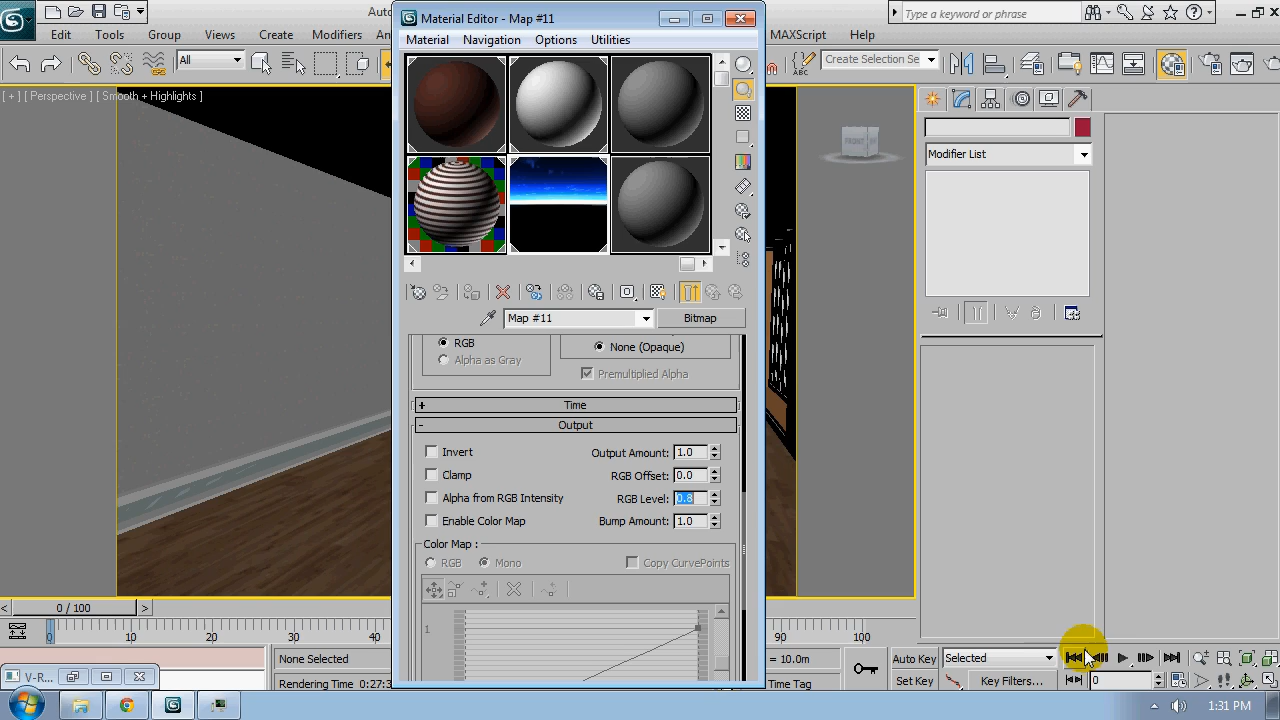 Auto
Material Editor - Map #11
Type a keyword or phrase
Edit Tools Group Views Create Modifiers An
Material Navigation Options Utilities
MAXScript Help
All
Create Selection Se
[ + ] [ Perspective ] [ Smooth + Highlights ]
FRONT
Modifier List
Map #11
Bitmap
RGB
None (Opaque)
Alpha as Gray
Premultiplied Alpha
+ Time
- Output
Invert
Output Amount: 1.0
Clamp
RGB Offset: 0.0
Alpha from RGB Intensity
RGB Level: 0.8
Enable Color Map
Bump Amount: 1.0
Color Map :
RGB Mono
Copy CurvePoints
1
< 0 / 100 >
0 10 20 30 40
90 100
None Selected
= 10.0m
Auto Key
Selected
V-R...
Rendering Time 0:27:3
Time Tag
Set Key
Key Filters...
0
1:31 PM